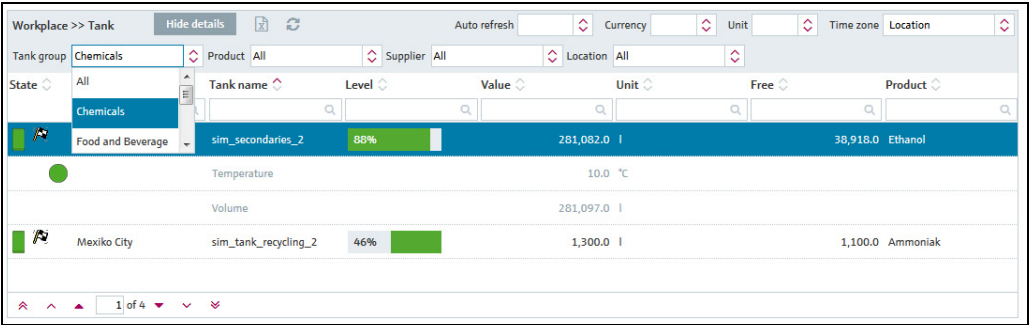 Workplace >> Tank Hide details Auto refresh Currency Unit Time zone Location
Tank group Chemicals Product All Supplier All Location All
State Tank name Level Value Unit Free Product
All
Chemicals
Food and Beverage
sim_secondaries_2 88% 281,082.0 l 38,918.0 Ethanol
Temperature 10.0 °C
Volume 281,097.0 l
Mexiko City sim_tank_recycling_2 46% 1,300.0 l 1,100.0 Ammoniak
1 of 4